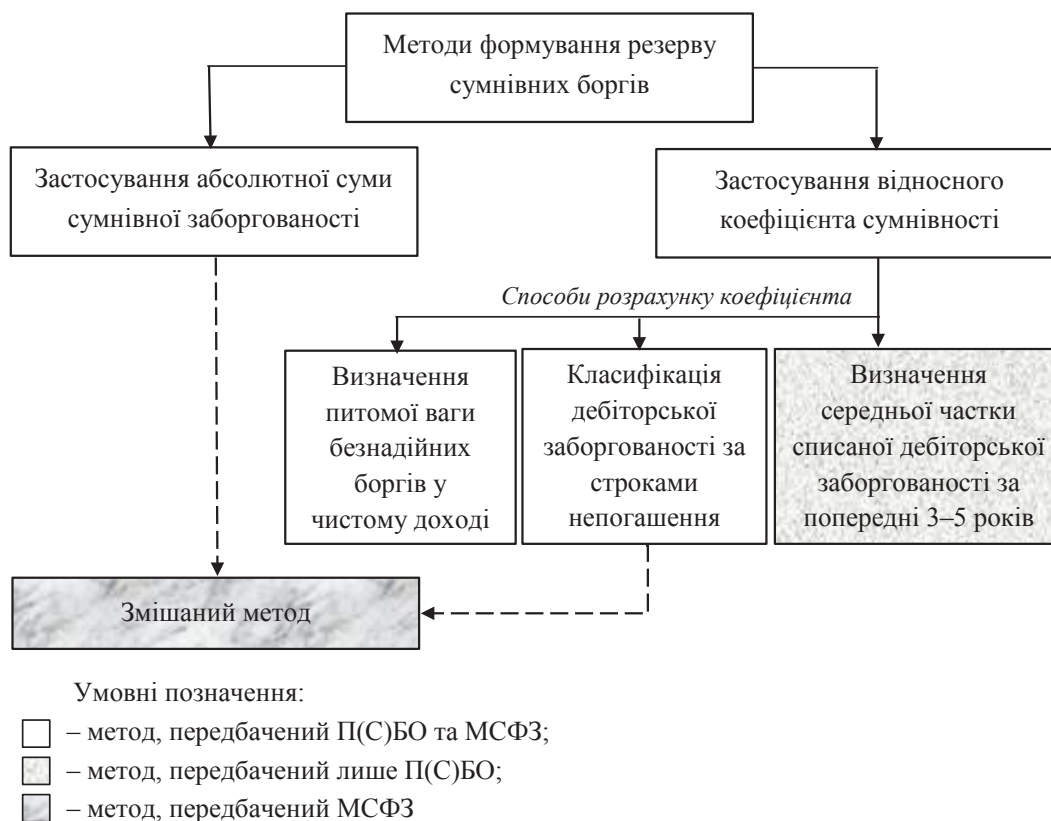 Методи формування резерву
сумнівних боргів
Застосування абсолютної суми
сумнівної заборгованості
Застосування відносного
коефіцієнта сумнівності
Способи розрахунку коефіцієнта
Визначення
питомої ваги
безнадійних
боргів у
чистому доході
Класифікація
дебіторської
заборгованості за
строками
непогашення
Визначення
середньої частки
списаної дебіторської
заборгованості за
попередні 3–5 років
Змішаний метод
Умовні позначення:
– метод, передбачений П(С)БО та МСФЗ;
– метод, передбачений лише П(С)БО;
– метод, передбачений МСФЗ